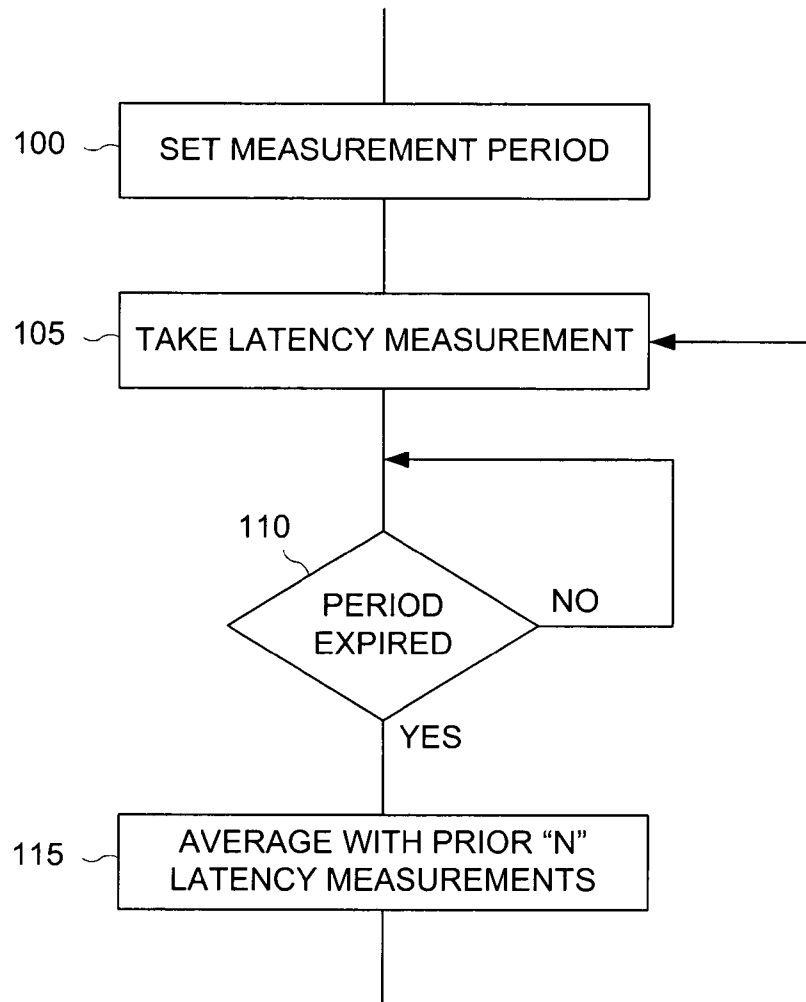 100
SET MEASUREMENT PERIOD
105
TAKE LATENCY MEASUREMENT
110
PERIOD
EXPIRED
NO
YES
115
AVERAGE WITH PRIOR “N”
LATENCY MEASUREMENTS